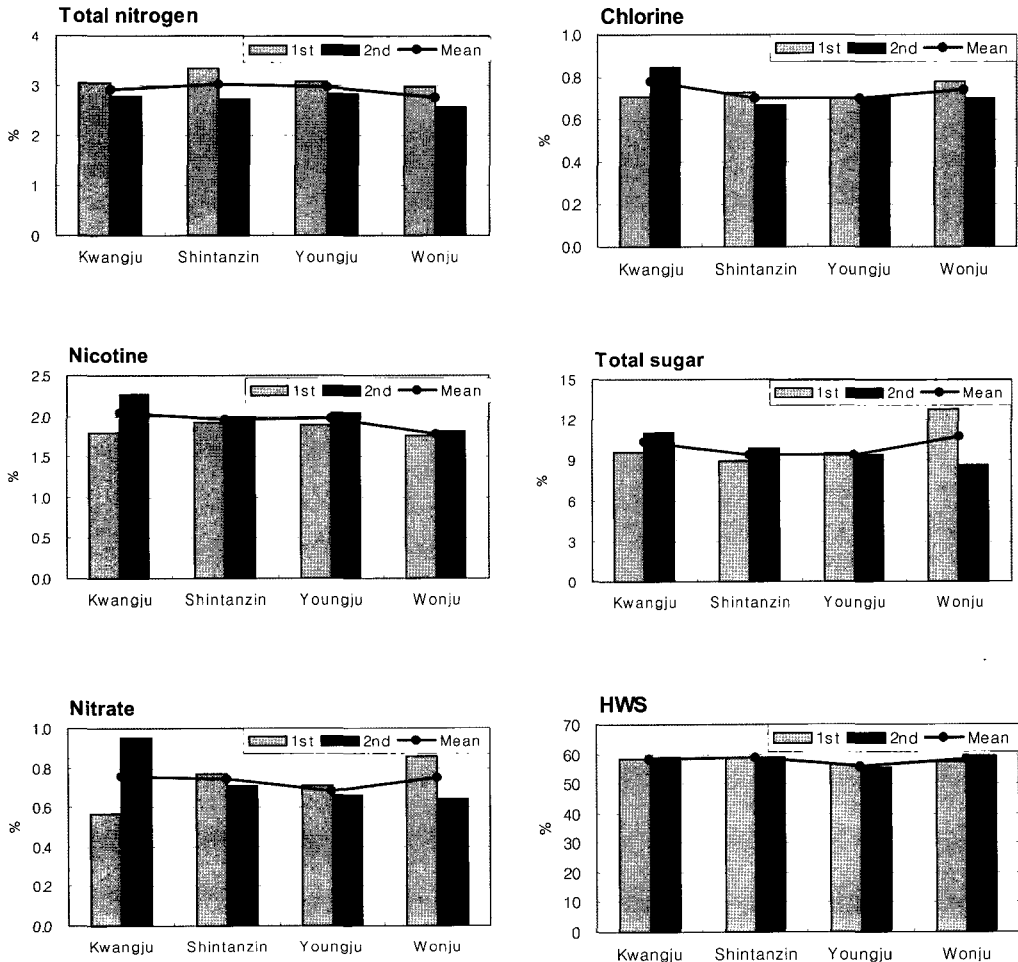 Total nitrogen
1st 2nd Mean
4
3
2
1
0
%
Kwangju Shintanzin Youngju Wonju
Chlorine
1st 2nd Mean
1.0
0.8
0.6
0.4
0.2
0.0
%
Kwangju Shintanzin Youngju Wonju
Nicotine
1st 2nd Mean
2.5
2.0
1.5
1.0
0.5
0.0
%
Kwangju Shintanzin Youngju Wonju
Total sugar
1st 2nd Mean
15
12
9
6
3
0
%
Kwangju Shintanzin Youngju Wonju
Nitrate
1st 2nd Mean
1.0
0.8
0.6
0.4
0.2
0.0
%
Kwangju Shintanzin Youngju Wonju
HWS
1st 2nd Mean
70
60
50
40
30
20
10
0
%
Kwangju Shintanzin Youngju Wonju